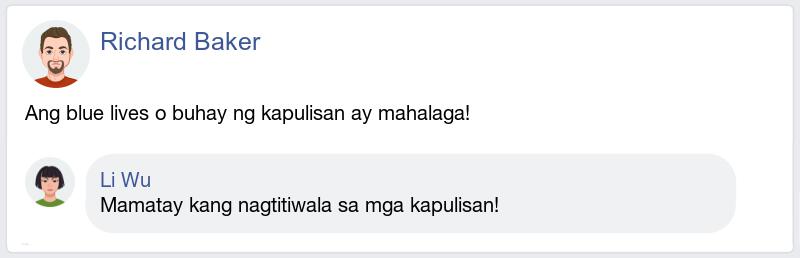 Richard Baker
Ang blue lives o buhay ng kapulisan ay mahalaga!
Li Wu
Mamatay kang nagtitiwala sa mga kapulisan!